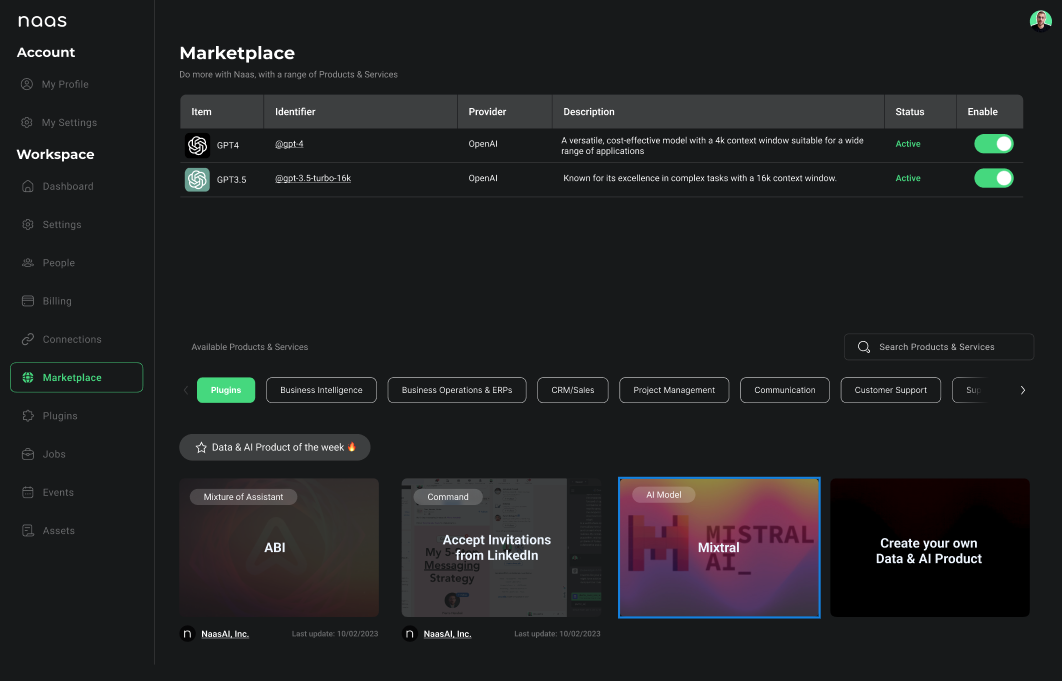 naas
Account
My Profile
My Settings
Workspace
Dashboard
Settings
People
Billing
Connections
Marketplace
Plugins
Jobs
Events
Assets
Marketplace
Do more with Naas, with a range of Products & Services
Item Identifier Provider Description Status Enable
GPT4 @gpt-4 OpenAI A versatile, cost-effective model with a 4k context window suitable for a wide
range of applications Active
GPT3.5 @gpt-3.5-turbo-16k OpenAI Known for its excellence in complex tasks with a 16k context window. Active
Available Products & Services
Search Products & Services
Plugins Business Intelligence Business Operations & ERPs CRM/Sales Project Management Communication Customer Support Sup
Data & AI Product of the week 🔥
Mixture of Assistant
ABI
Command
Accept Invitations
from LinkedIn
Messaging
Strategy
AI Model
MISTRAL
AI_
Mixtral
Create your own
Data & AI Product
n NaasAI, Inc. Last update: 10/02/2023
n NaasAI, Inc. Last update: 10/02/2023